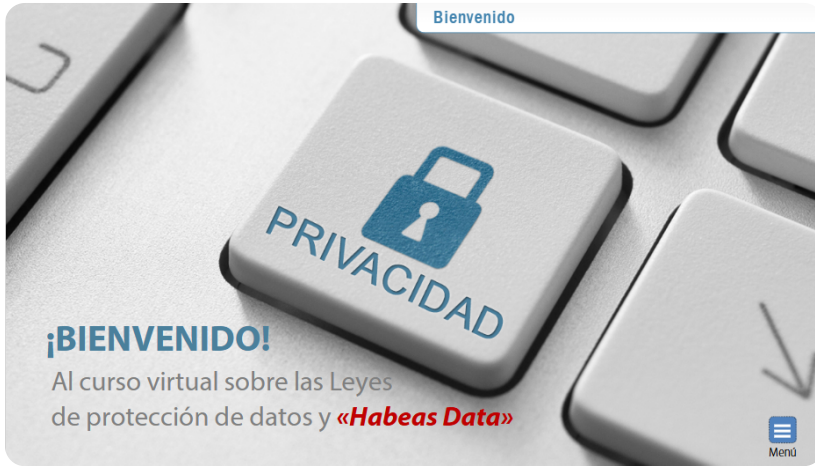 Bienvenido
PRIVACIDAD
¡BIENVENIDO!
Al curso virtual sobre las Leyes
de protección de datos y «Habeas Data»
Menú